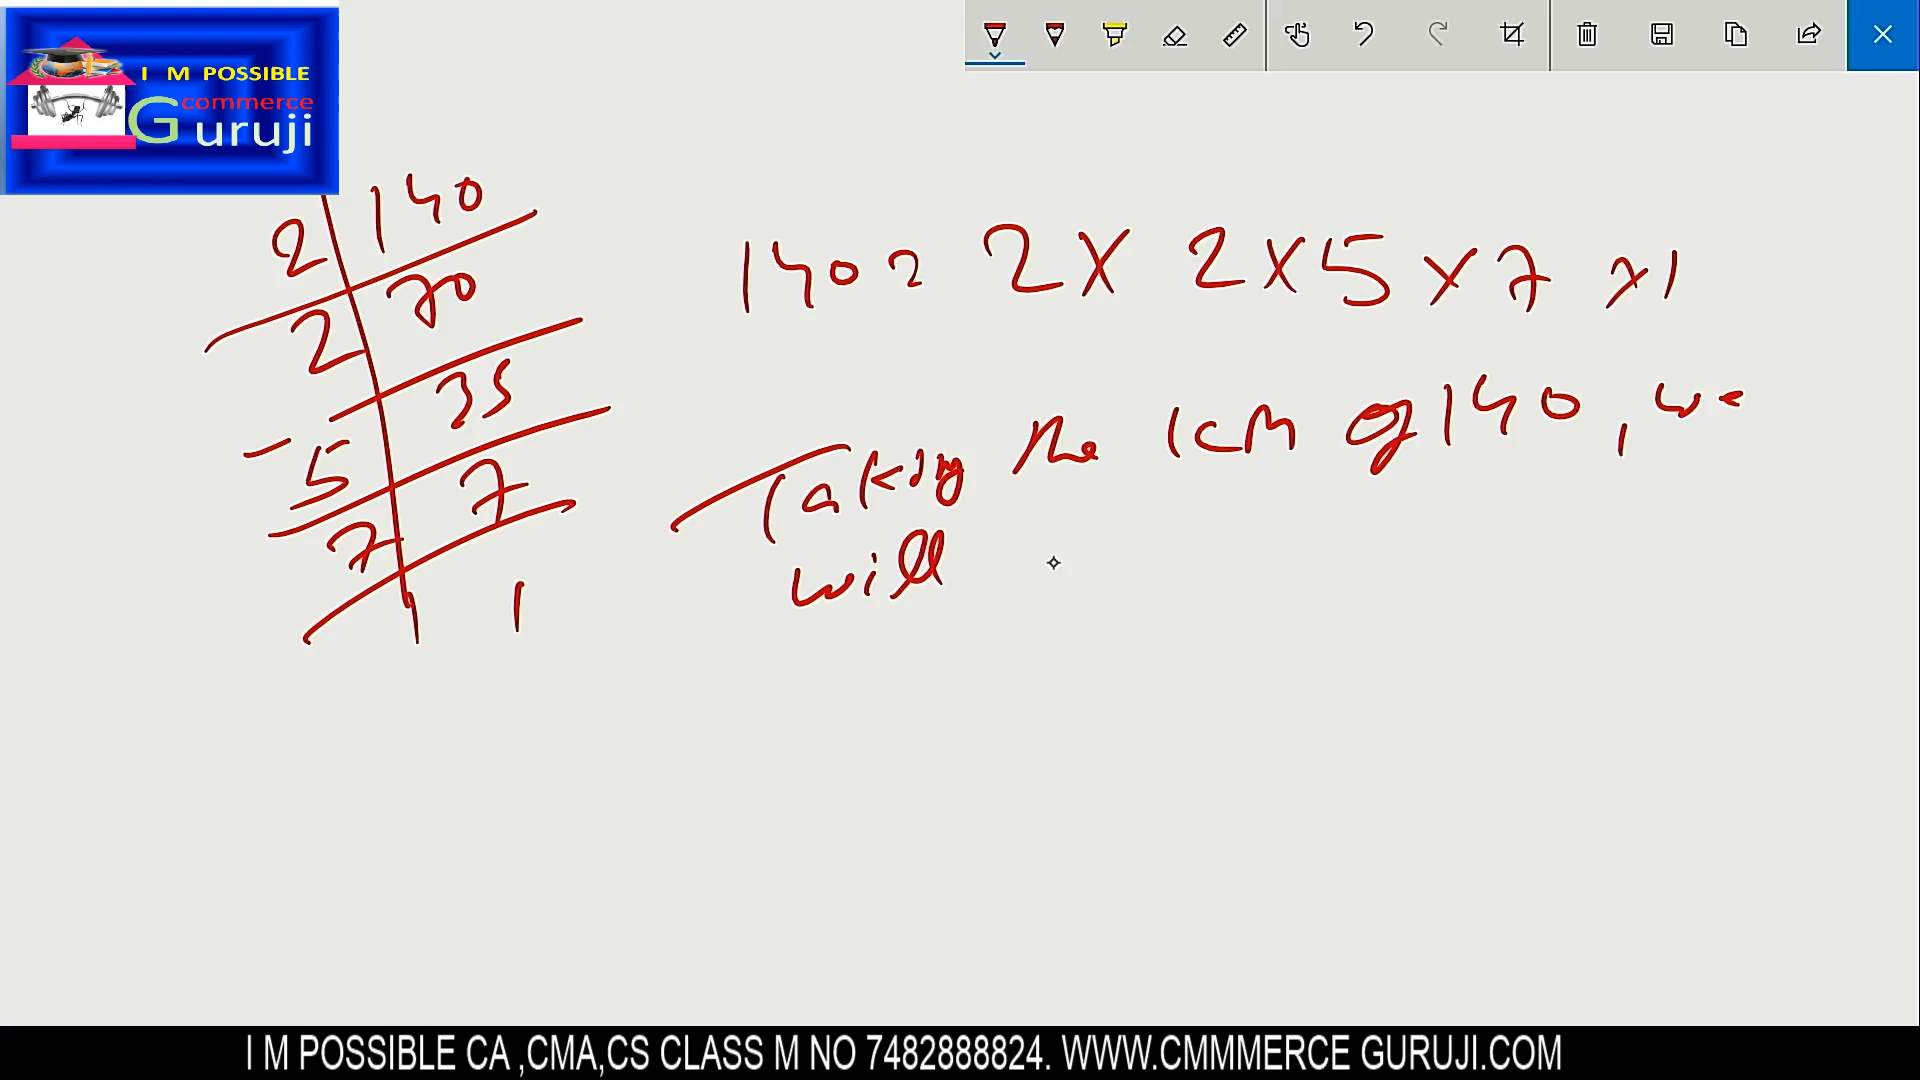 I M POSSIBLE
commerce
Guruji
2 140
2 70
5 35
7 7
1 1
140 = 2 X 2 X 5 X 7 X 1
Taking the LCM of 140, we
will
I M POSSIBLE CA ,CMA,CS CLASS M NO 7482888824. WWW.CMMMERCE GURUJI.COM